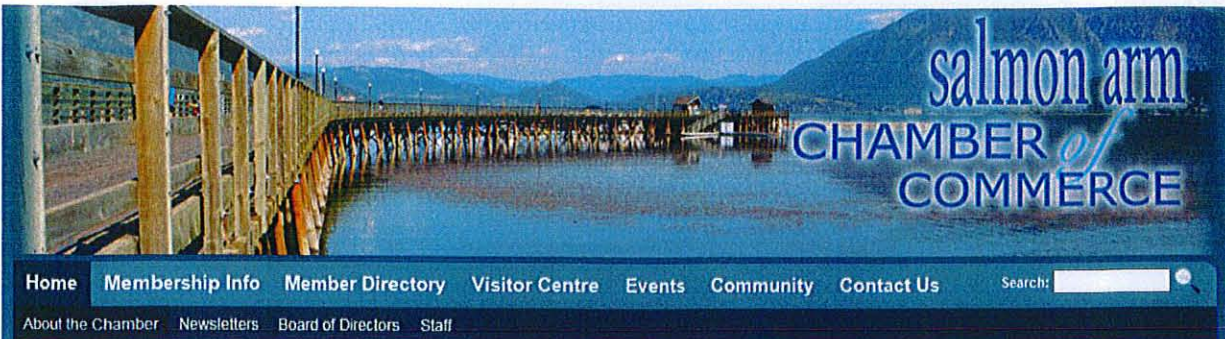 salmon arm
CHAMBER of
COMMERCE
Home Membership Info Member Directory Visitor Centre Events Community Contact Us Search:
About the Chamber Newsletters Board of Directors Staff